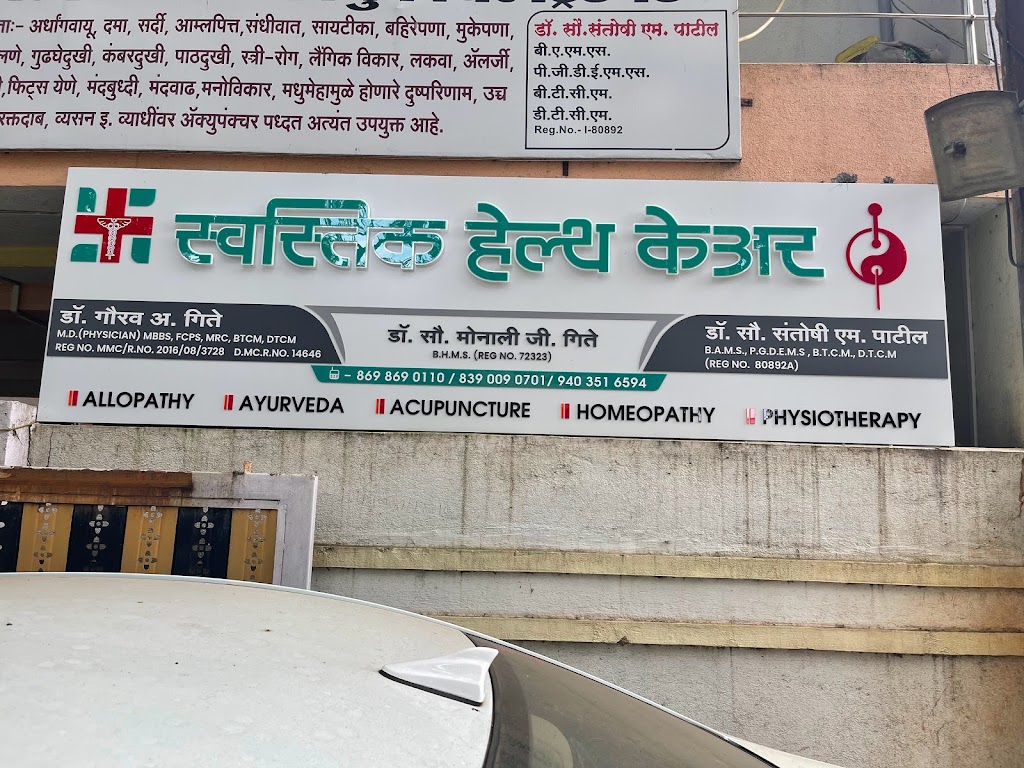 ः- अर्धांगवायू, दमा, सर्दी, आम्लपित्त,संधीवात, सायटीका, बहिरेपणा, मुकेपणा,
लणे, गुढघेदुखी, कंबरदुखी, पाठदुखी, स्त्री-रोग, लैंगिक विकार, लकवा, ॲलर्जी,
,फिट्स येणे, मंदबुध्दी, मंदवाढ,मनोविकार, मधुमेहामुळे होणारे दुष्परिणाम, उच्च
रक्तदाब, व्यसन इ. व्याधींवर ॲक्युपंक्चर पध्दत अत्यंत उपयुक्त आहे.
डॉ. सौ. संतोषी एम. पाटील
बी.ए.एम.एस.
पी.जी.डी.ई.एम.एस.
बी.टी.सी.एम.
डी.टी.सी.एम.
Reg.No.- I-80892
स्वस्तिक हेल्थ केअर
डॉ. गौरव अ. गिते
M.D.(PHYSICIAN) MBBS, FCPS, MRC, BTCM, DTCM
REG NO. MMC/R.NO. 2016/08/3728 D.MC.R.NO. 14646
डॉ. सौ. मोनाली जी. गिते
B.H.M.S. (REG NO. 72323)
डॉ. सौ. संतोषी एम. पाटील
B.A.M.S., P.G.D.E.M.S , B.T.C.M., D.T.C.M
(REG NO. 80892A)
– 869 869 0110 / 839 009 0701/ 940 351 6594
ALLOPATHY AYURVEDA ACUPUNCTURE HOMEOPATHY PHYSIOTHERAPY